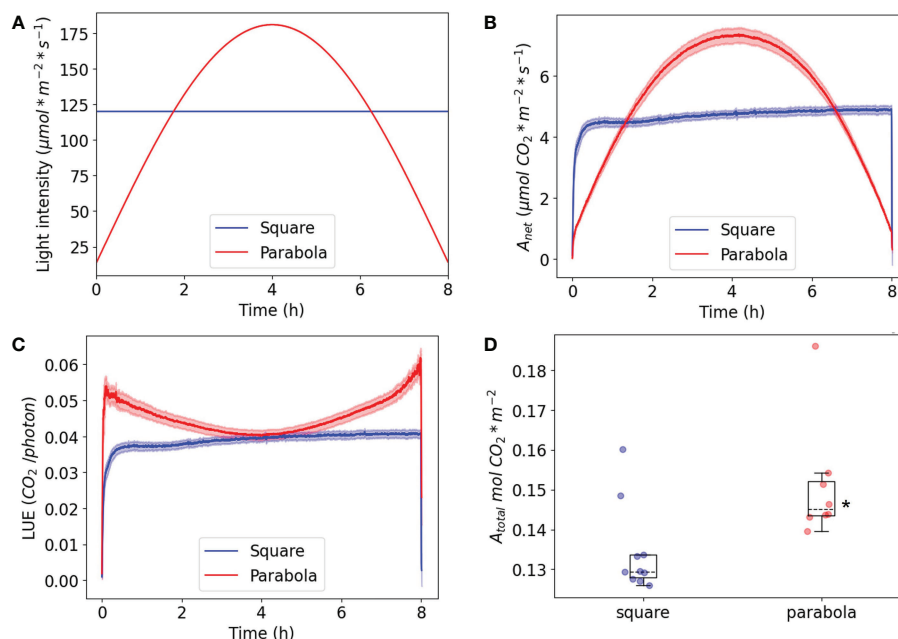 A
Light intensity (μmol * m⁻² * s⁻¹)
175
150
125
100
75
50
25
Square
Parabola
0
2
4
6
8
Time (h)
B
A_net (μmol CO₂ * m⁻² * s⁻¹)
6
4
2
0
Square
Parabola
0
2
4
6
8
Time (h)
C
LUE (CO₂ /photon)
0.06
0.05
0.04
0.03
0.02
0.01
0.00
Square
Parabola
0
2
4
6
8
Time (h)
D
A_total mol CO₂ * m⁻²
0.18
0.17
0.16
0.15
0.14
0.13
*
square
parabola